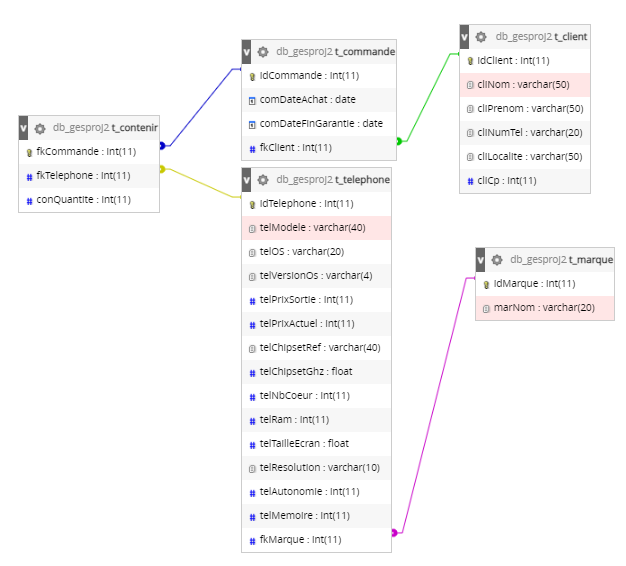 v db_gesproj2 t_contenir
fkCommande : int(11)
fkTelephone : int(11)
conQuantite : int(11)
v db_gesproj2 t_commande
idCommande : int(11)
comDateAchat : date
comDateFinGarantie : date
fkClient : int(11)
v db_gesproj2 t_telephone
idTelephone : int(11)
telModele : varchar(40)
telOS : varchar(20)
telVersionOs : varchar(4)
telPrixSortie : int(11)
telPrixActuel : int(11)
telChipsetRef : varchar(40)
telChipsetGhz : float
telNbCoeur : int(11)
telRam : int(11)
telTailleEcran : float
telResolution : varchar(10)
telAutonomie : int(11)
telMemoire : int(11)
fkMarque : int(11)
v db_gesproj2 t_client
idClient : int(11)
cliNom : varchar(50)
cliPrenom : varchar(50)
cliNumTel : varchar(20)
cliLocalite : varchar(50)
cliCp : int(11)
v db_gesproj2 t_marque
idMarque : int(11)
marNom : varchar(20)